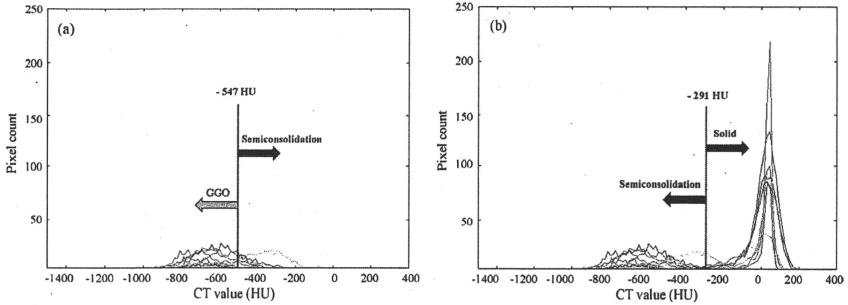 (a)
250
200
150
100
50
Pixel count
- 547 HU
Semiconsolidation
GGO
-1400 -1200 -1000 -800 -600 -400 -200 0 200 400
CT value (HU)
(b)
250
200
150
100
50
Pixel count
- 291 HU
Solid
Semiconsolidation
-1400 -1200 -1000 -800 -600 -400 -200 0 200 400
CT value (HU)